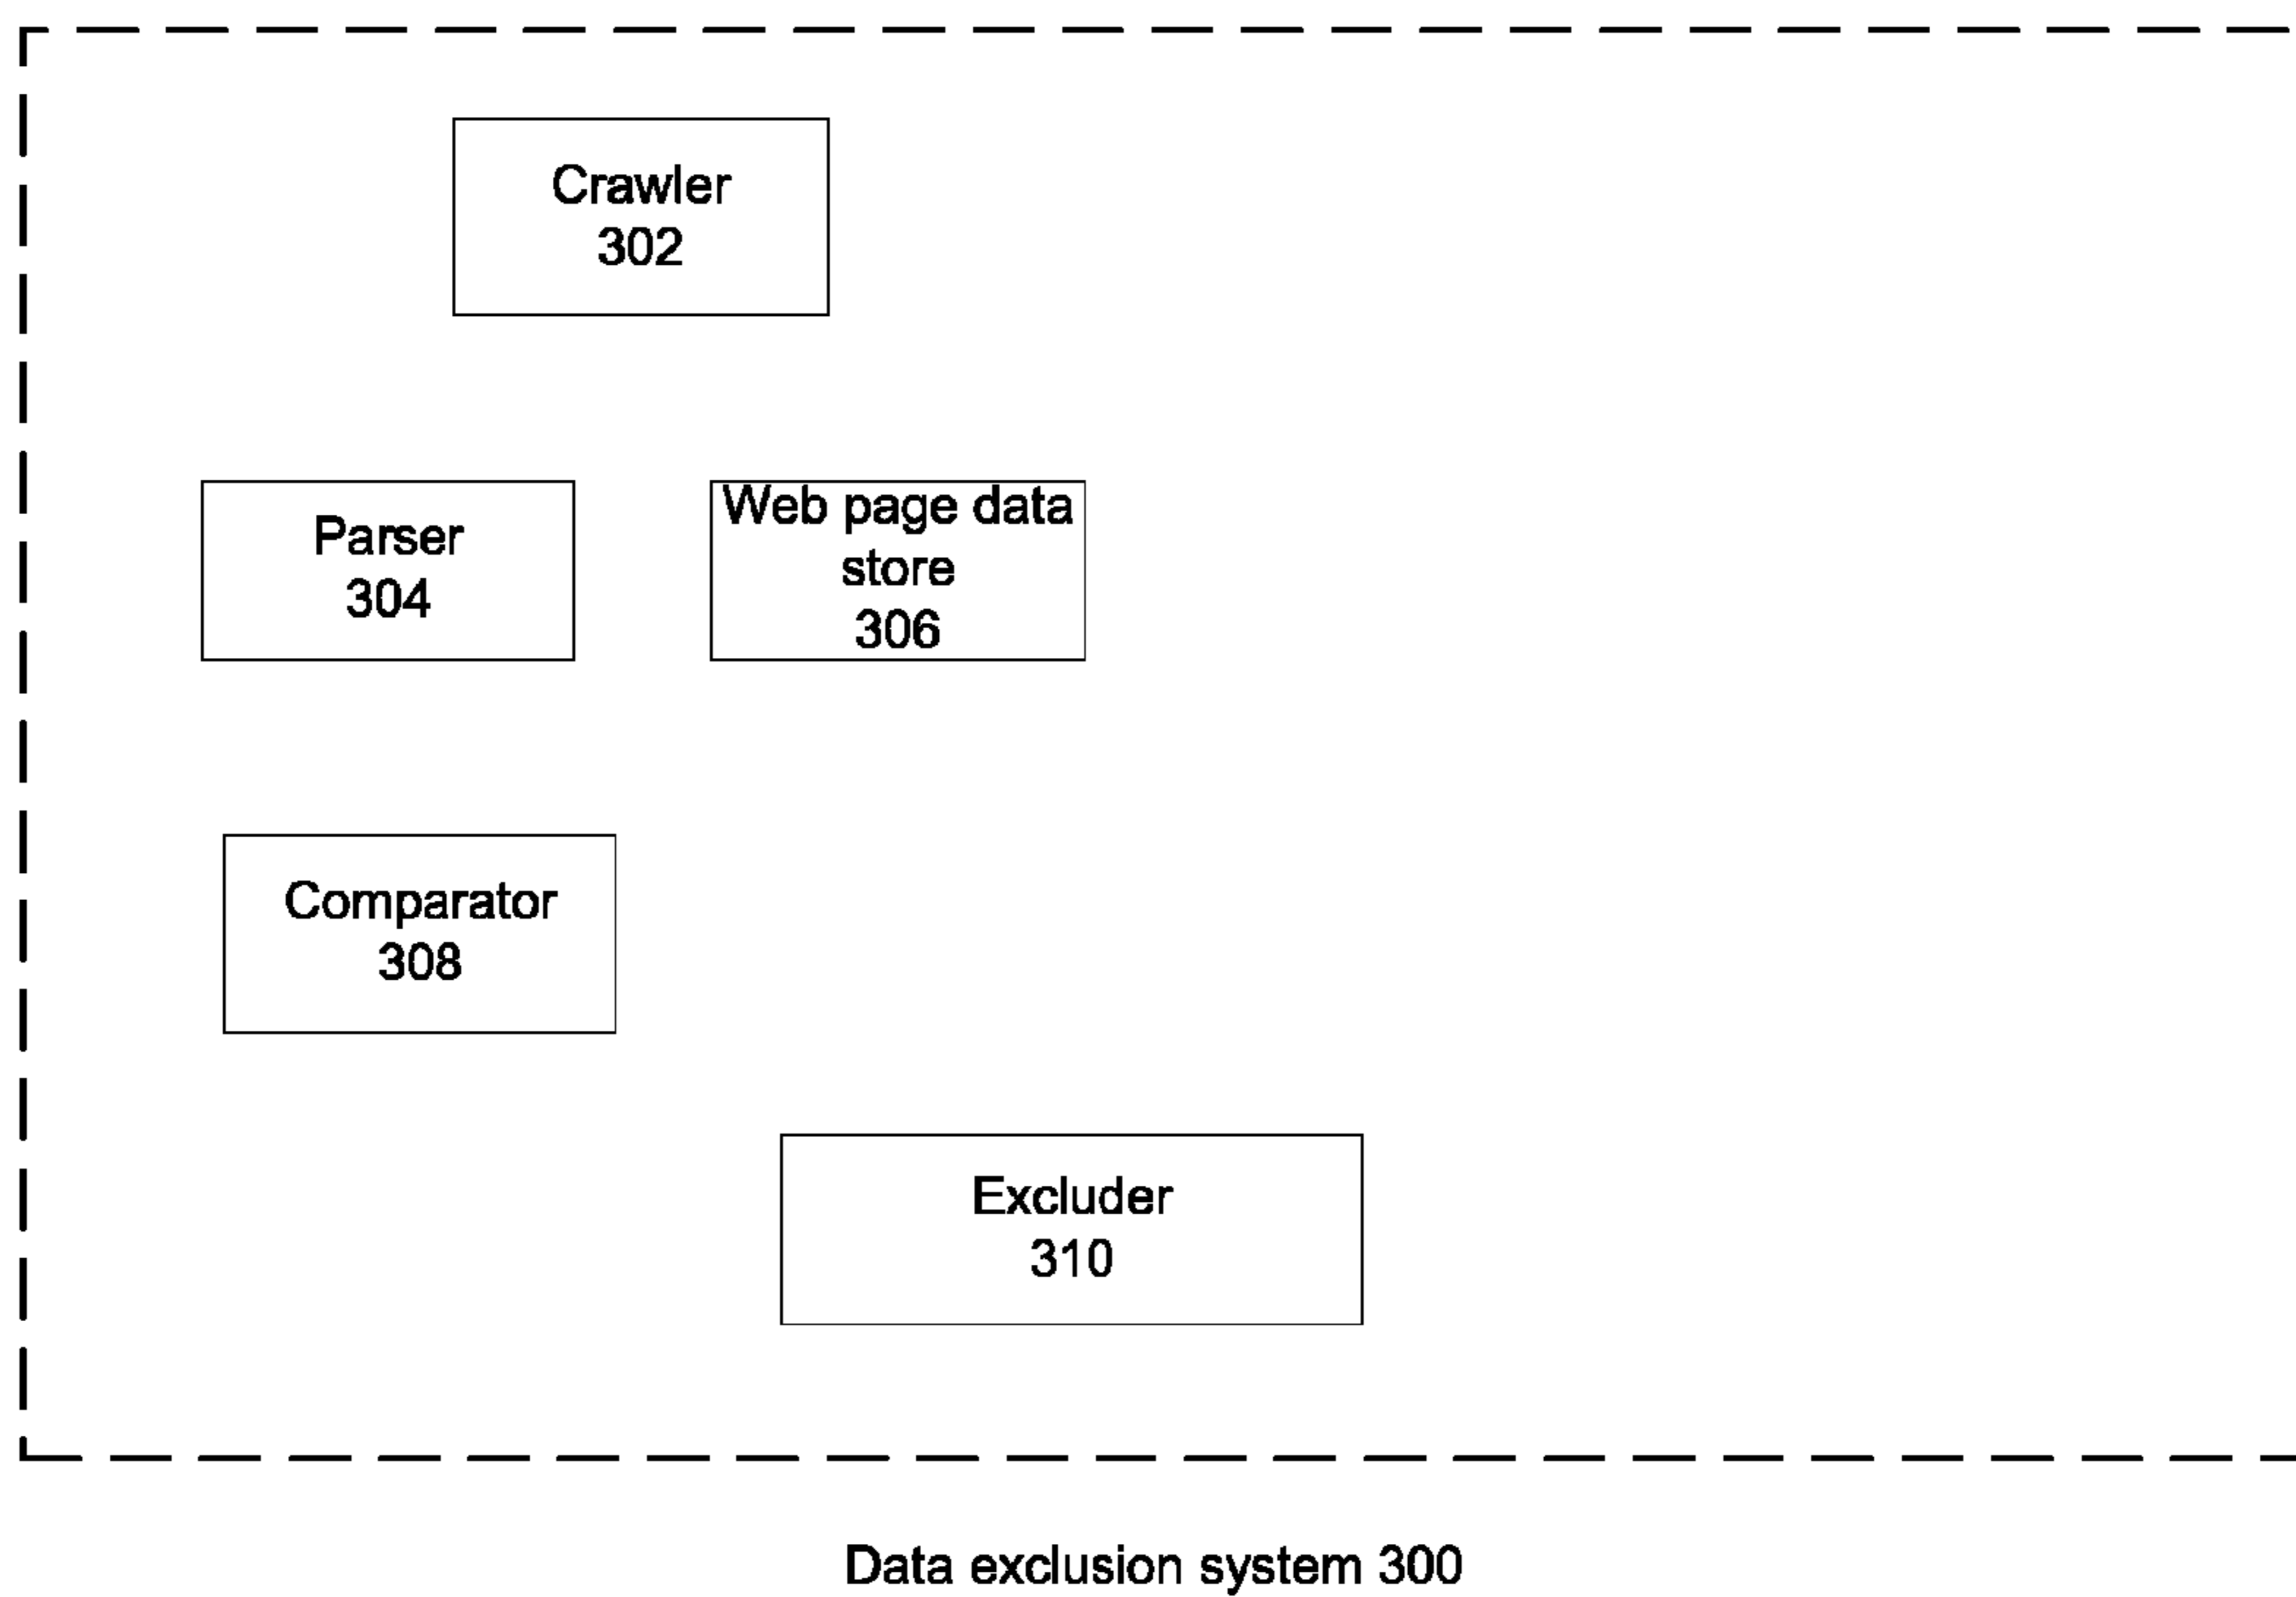 Crawler
302
Parser
304
Web page data
store
306
Comparator
308
Excluder
310
Data exclusion system 300